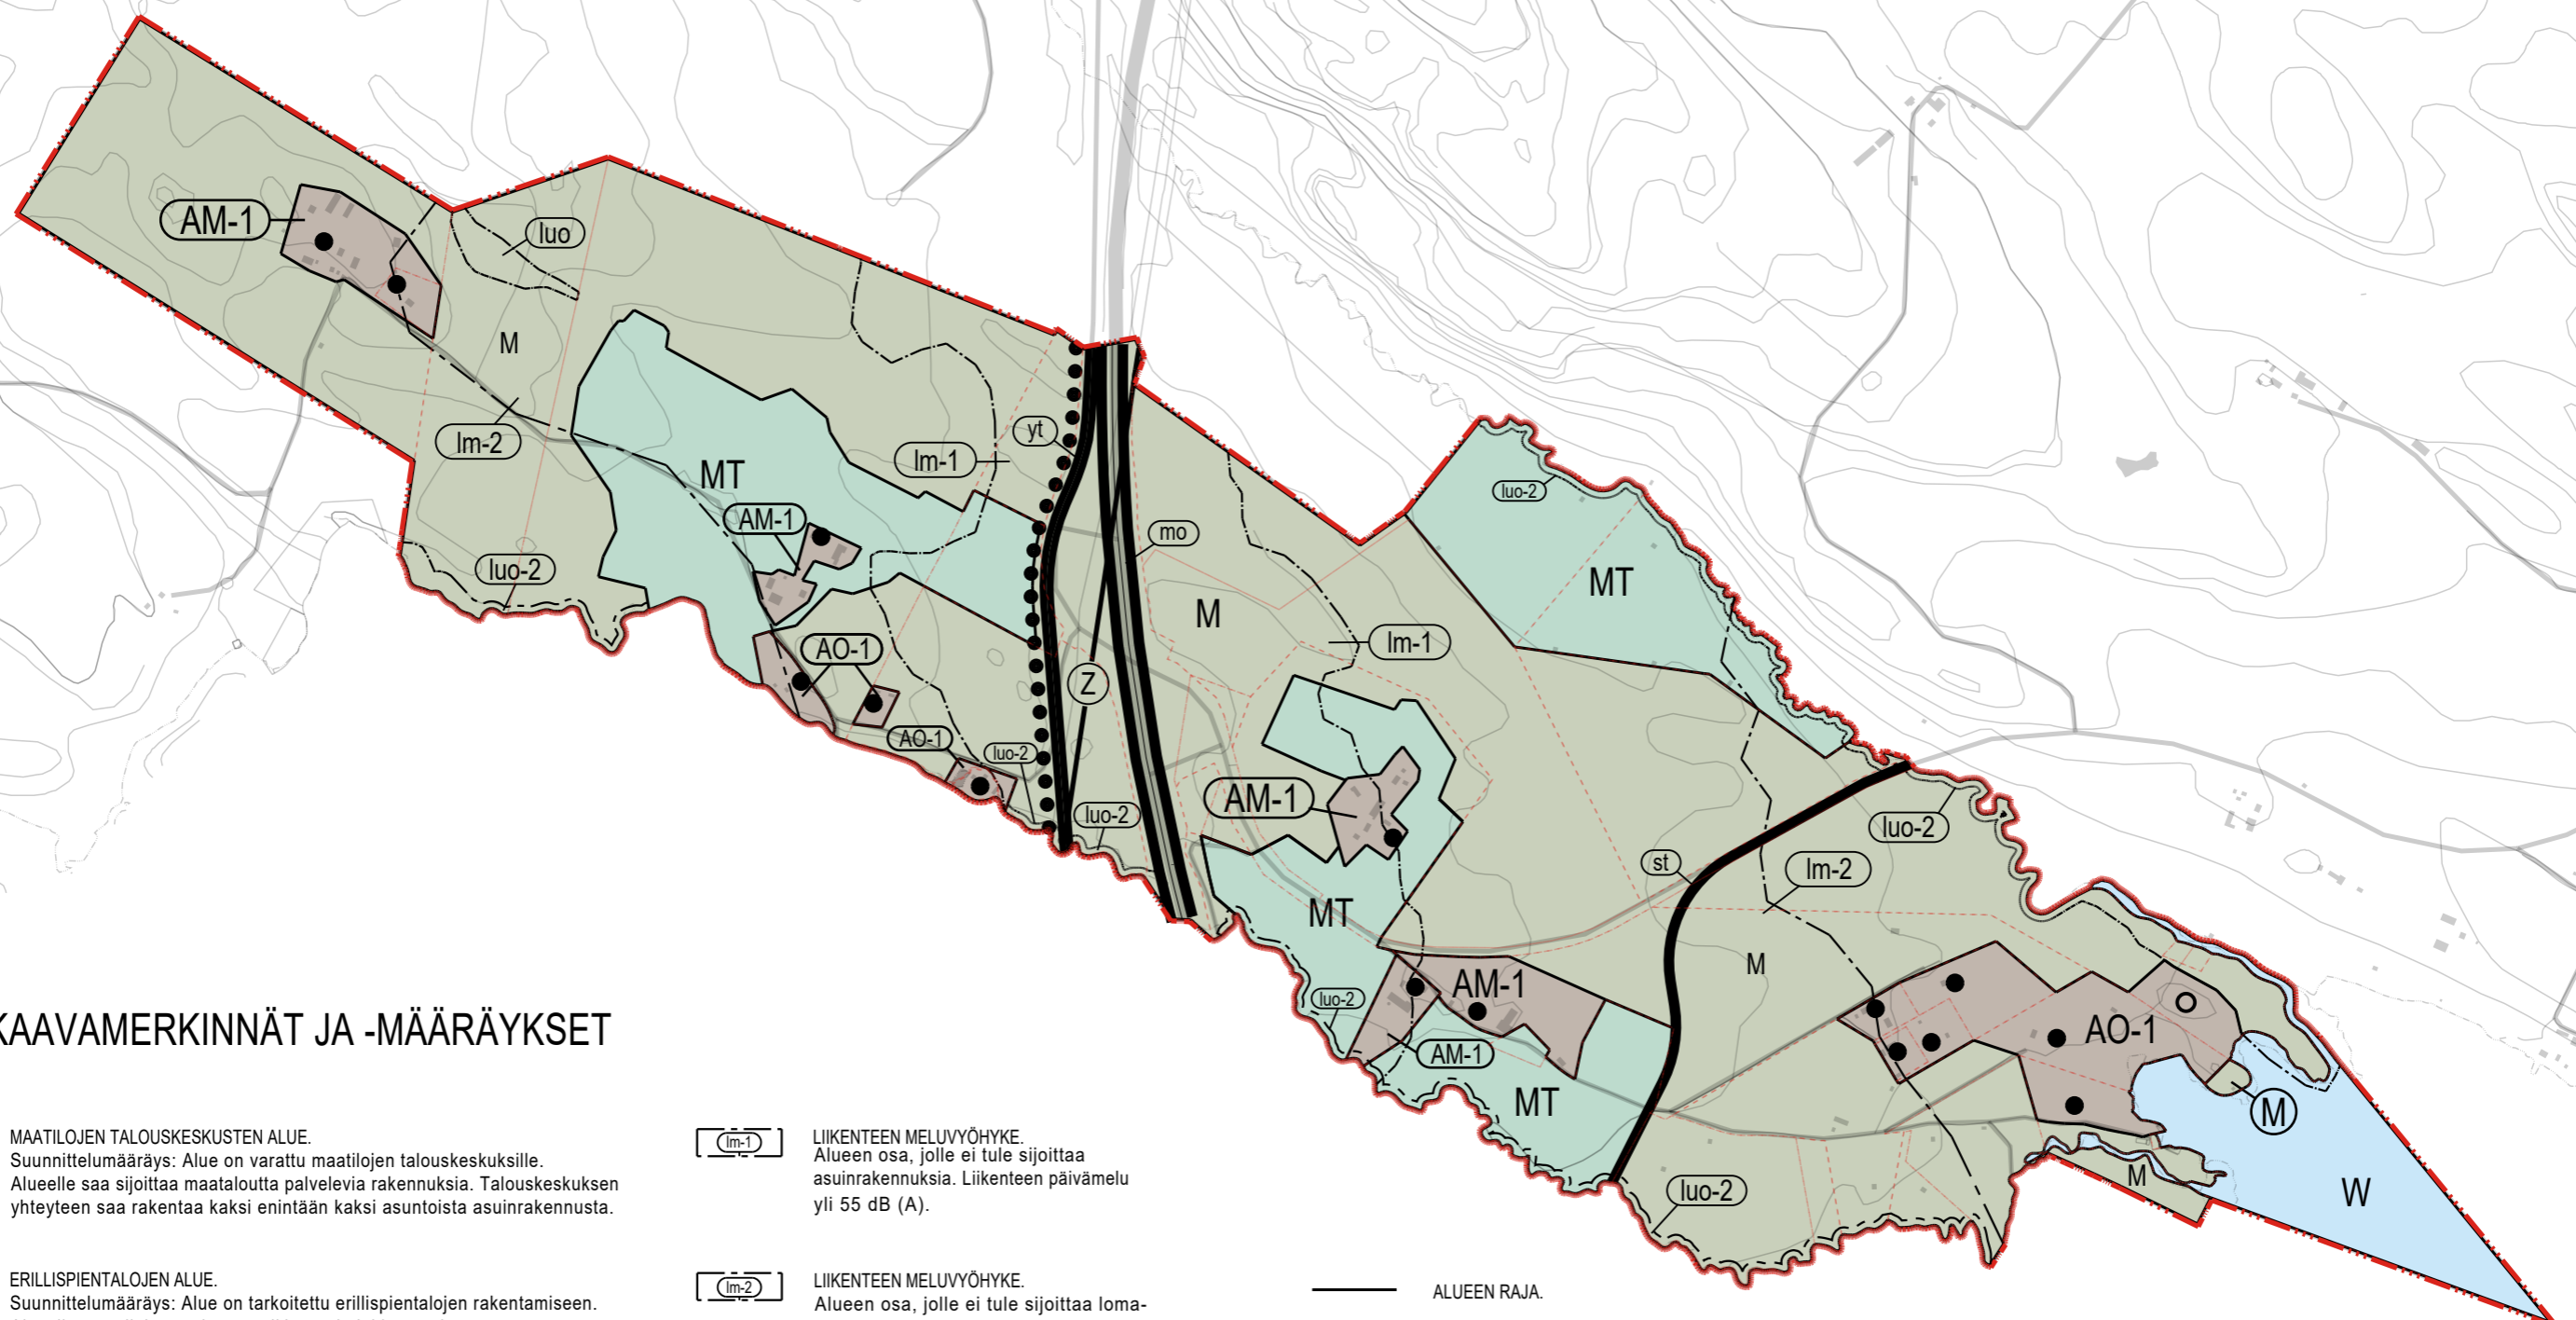 AM-1
luo
M
lm-2
luo-2
MT
AM-1
lm-1
yt
AO-1
AO-1
luo-2
Z
luo-2
mo
M
lm-1
luo-2
MT
AM-1
MT
luo-2
AM-1
AM-1
MT
st
lm-2
luo-2
M
luo-2
AO-1
M
M
W
KAAVAMERKINNÄT JA -MÄÄRÄYKSET
MAATILOJEN TALOUSKESKUSTEN ALUE.
Suunnittelumääräys: Alue on varattu maatilojen talouskeskuksille.
Alueelle saa sijoittaa maataloutta palvelevia rakennuksia. Talouskeskuksen
yhteyteen saa rakentaa kaksi enintään kaksi asuntoista asuinrakennusta.
ERILLISPIENTALOJEN ALUE.
Suunnittelumääräys: Alue on tarkoitettu erillispientalojen rakentamiseen.
lm-1
LIIKENTEEN MELUVYÖHYKE.
Alueen osa, jolle ei tule sijoittaa
asuinrakennuksia. Liikenteen päivämelu
yli 55 dB (A).
lm-2
LIIKENTEEN MELUVYÖHYKE.
Alueen osa, jolle ei tule sijoittaa loma-
ALUEEN RAJA.